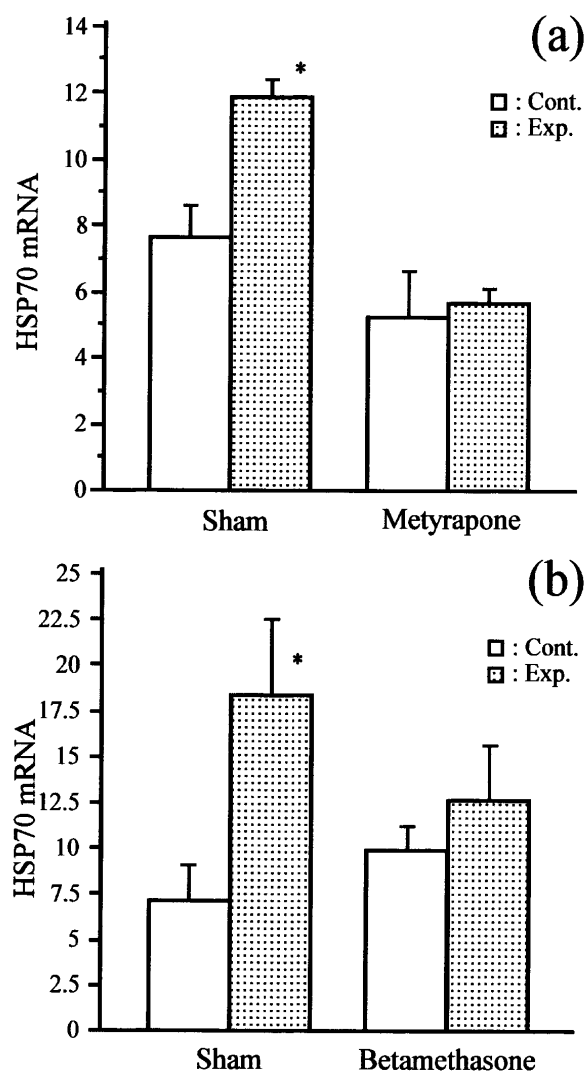 (a)
14
12
10
8
6
4
2
0
HSP70 mRNA
*
: Cont.
: Exp.
Sham Metyrapone
(b)
25
22.5
20
17.5
15
12.5
10
7.5
5
2.5
0
HSP70 mRNA
*
: Cont.
: Exp.
Sham Betamethasone